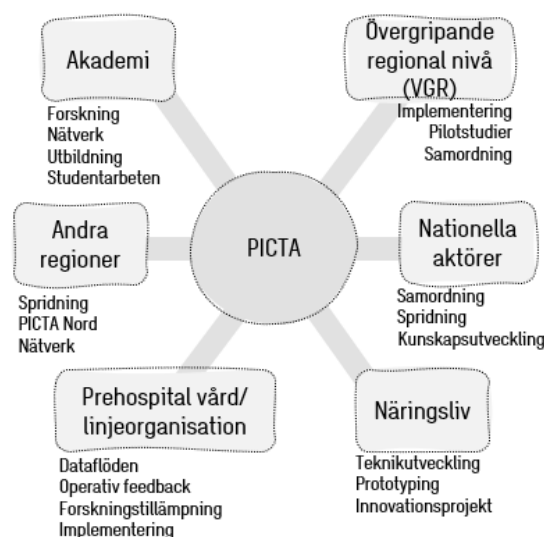 Akademi
Forskning
Nätverk
Utbildning
Studentarbeten
Övergripande
regional nivå
(VGR)
Implementering
Pilotstudier
Samordning
Andra
regioner
Spridning
PICTA Nord
Nätverk
PICTA
Nationella
aktörer
Samordning
Spridning
Kunskapsutveckling
Prehospital vård/
linjeorganisation
Dataflöden
Operativ feedback
Forskningstillämpning
Implementering
Näringsliv
Teknikutveckling
Prototyping
Innovationsprojekt